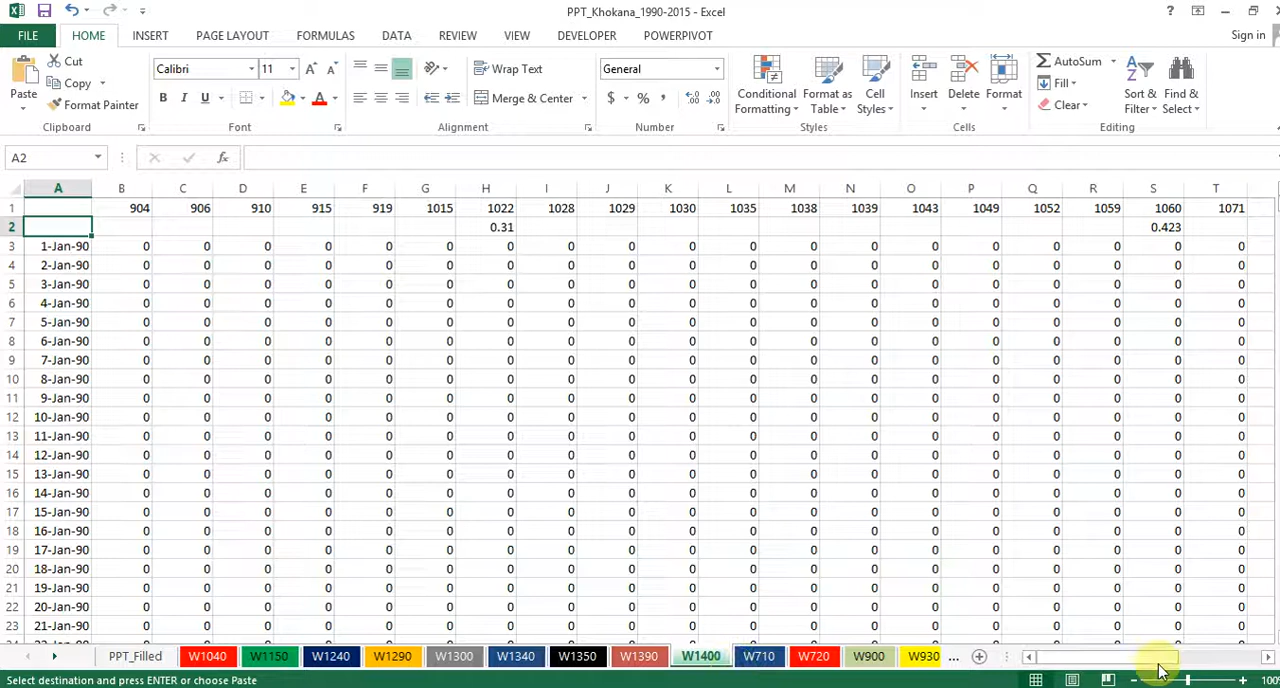 PPT_Khokana_1990-2015 - Excel
FILE HOME INSERT PAGE LAYOUT FORMULAS DATA REVIEW VIEW DEVELOPER POWERPIVOT Sign in
Cut Calibri 11 Wrap Text General AutoSum
Paste Copy Conditional Formatting Format as Table Cell Styles Insert Delete Format Fill Sort & Filter Find & Select
Format Painter B I U Merge & Center $ % Clear
Clipboard Font Alignment Number Styles Cells Editing
A2 fx
A B C D E F G H I J K L M N O P Q R S T
1 904 906 910 915 919 1015 1022 1028 1029 1030 1035 1038 1039 1043 1049 1052 1059 1060 1071
2 0.31 0.423
3 1-Jan-90 0 0 0 0 0 0 0 0 0 0 0 0 0 0 0 0 0 0 0
4 2-Jan-90 0 0 0 0 0 0 0 0 0 0 0 0 0 0 0 0 0 0 0
5 3-Jan-90 0 0 0 0 0 0 0 0 0 0 0 0 0 0 0 0 0 0 0
6 4-Jan-90 0 0 0 0 0 0 0 0 0 0 0 0 0 0 0 0 0 0 0
7 5-Jan-90 0 0 0 0 0 0 0 0 0 0 0 0 0 0 0 0 0 0 0
8 6-Jan-90 0 0 0 0 0 0 0 0 0 0 0 0 0 0 0 0 0 0 0
9 7-Jan-90 0 0 0 0 0 0 0 0 0 0 0 0 0 0 0 0 0 0 0
10 8-Jan-90 0 0 0 0 0 0 0 0 0 0 0 0 0 0 0 0 0 0 0
11 9-Jan-90 0 0 0 0 0 0 0 0 0 0 0 0 0 0 0 0 0 0 0
12 10-Jan-90 0 0 0 0 0 0 0 0 0 0 0 0 0 0 0 0 0 0 0
13 11-Jan-90 0 0 0 0 0 0 0 0 0 0 0 0 0 0 0 0 0 0 0
14 12-Jan-90 0 0 0 0 0 0 0 0 0 0 0 0 0 0 0 0 0 0 0
15 13-Jan-90 0 0 0 0 0 0 0 0 0 0 0 0 0 0 0 0 0 0 0
16 14-Jan-90 0 0 0 0 0 0 0 0 0 0 0 0 0 0 0 0 0 0 0
17 15-Jan-90 0 0 0 0 0 0 0 0 0 0 0 0 0 0 0 0 0 0 0
18 16-Jan-90 0 0 0 0 0 0 0 0 0 0 0 0 0 0 0 0 0 0 0
19 17-Jan-90 0 0 0 0 0 0 0 0 0 0 0 0 0 0 0 0 0 0 0
20 18-Jan-90 0 0 0 0 0 0 0 0 0 0 0 0 0 0 0 0 0 0 0
21 19-Jan-90 0 0 0 0 0 0 0 0 0 0 0 0 0 0 0 0 0 0 0
22 20-Jan-90 0 0 0 0 0 0 0 0 0 0 0 0 0 0 0 0 0 0 0
23 21-Jan-90 0 0 0 0 0 0 0 0 0 0 0 0 0 0 0 0 0 0 0
PPT_Filled W1040 W1150 W1240 W1290 W1300 W1340 W1350 W1390 W1400 W710 W720 W900 W930 ...
Select destination and press ENTER or choose Paste